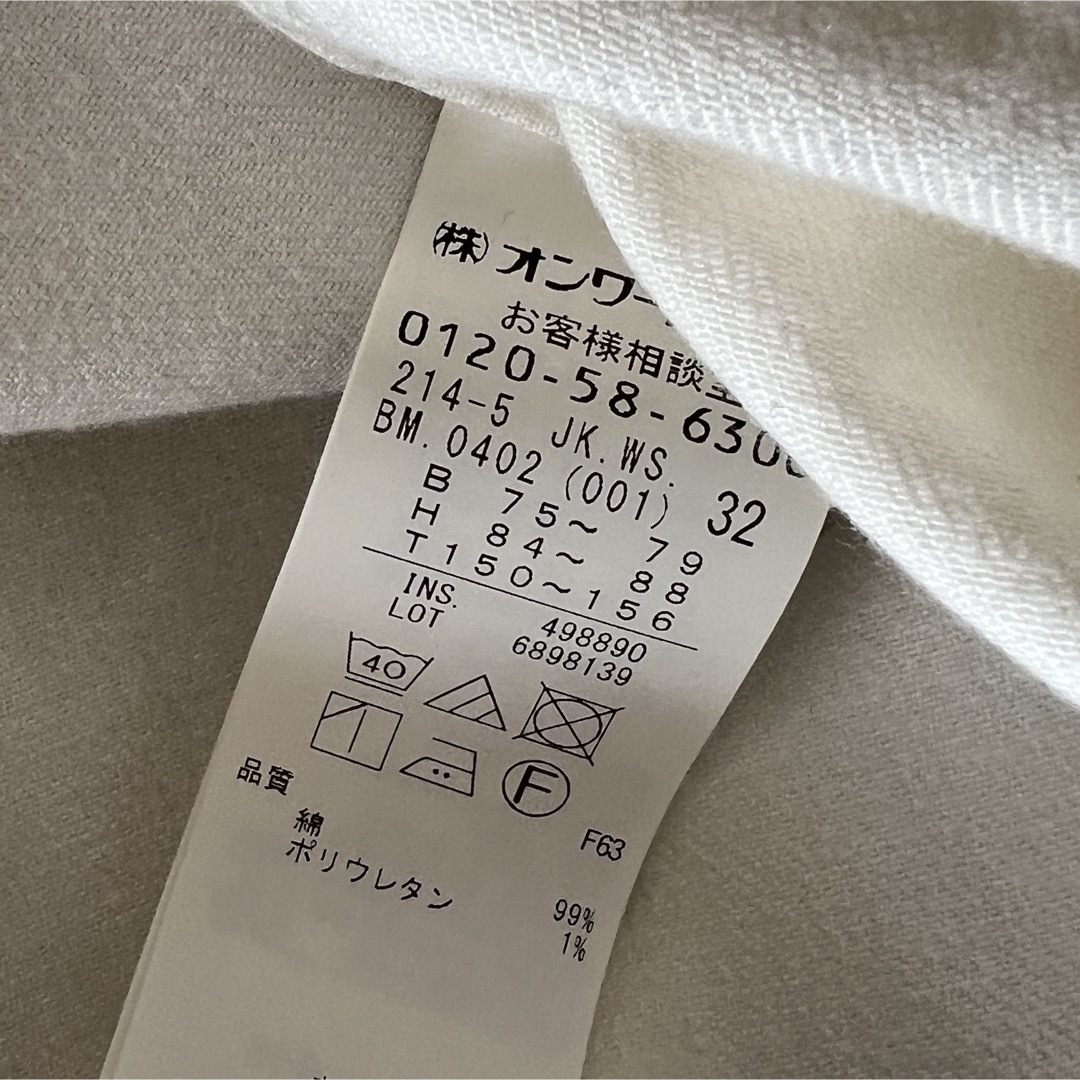 ㈱オンワー
お客様相談
0120-58-630
214-5 JK.WS.
BM.0402 (001) 32
B 75〜 79
H 84〜 88
T150〜156
INS. 498890
LOT 6898139
40
F
F63
品質
綿 99%
ポリウレタン 1%